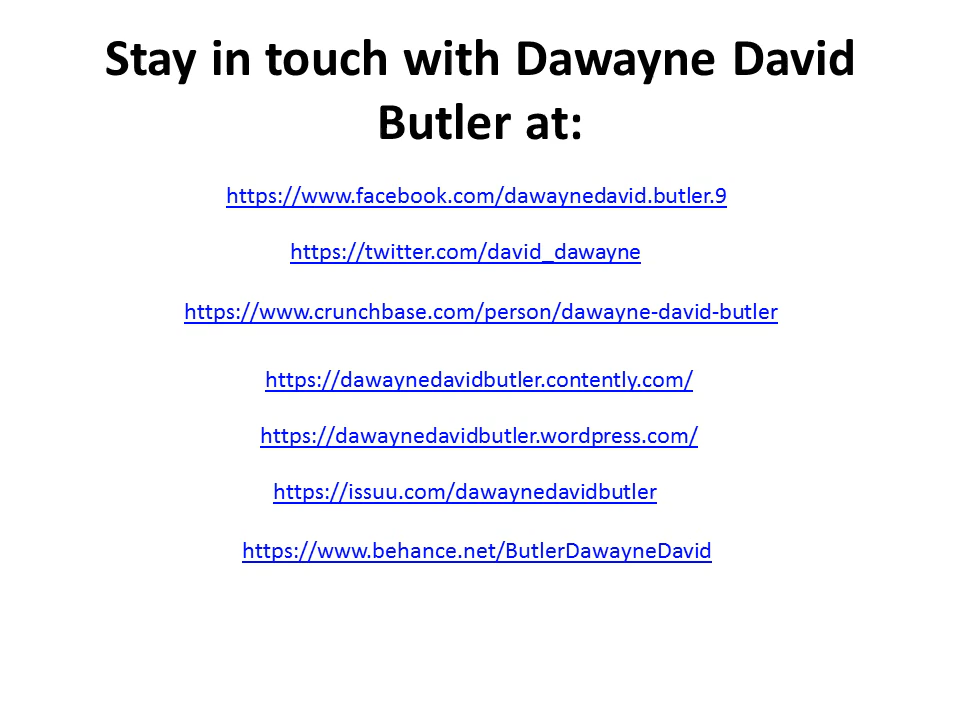 Stay in touch with Dawayne David
Butler at:
https://www.facebook.com/dawaynedavid.butler.9
https://twitter.com/david_dawayne
https://www.crunchbase.com/person/dawayne-david-butler
https://dawaynedavidbutler.contently.com/
https://dawaynedavidbutler.wordpress.com/
https://issuu.com/dawaynedavidbutler
https://www.behance.net/ButlerDawayneDavid